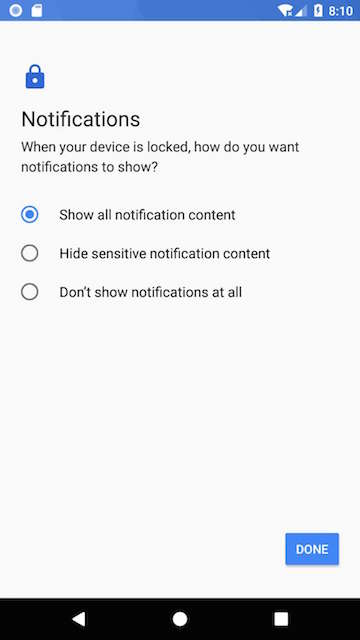 8:10
Notifications
When your device is locked, how do you want
notifications to show?
Show all notification content
Hide sensitive notification content
Don't show notifications at all
DONE